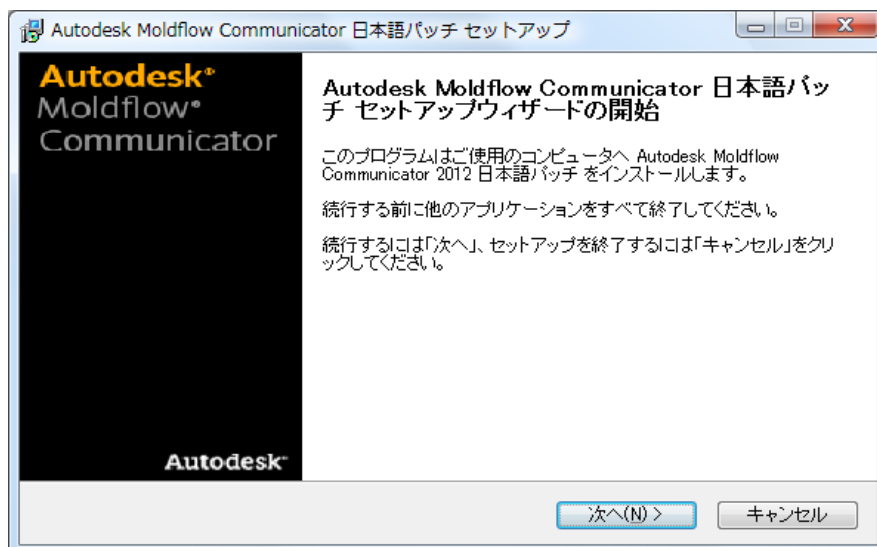 Autodesk Moldflow Communicator 日本語パッチ セットアップ
Autodesk®
Moldflow®
Communicator
Autodesk Moldflow Communicator 日本語パッ
チ セットアップウィザードの開始
このプログラムはご使用のコンピュータへ Autodesk Moldflow
Communicator 2012 日本語パッチ をインストールします。
続行する前に他のアプリケーションをすべて終了してください。
続行するには「次へ」、セットアップを終了するには「キャンセル」をクリ
ックしてください。
Autodesk™
次へ(N) >
キャンセル